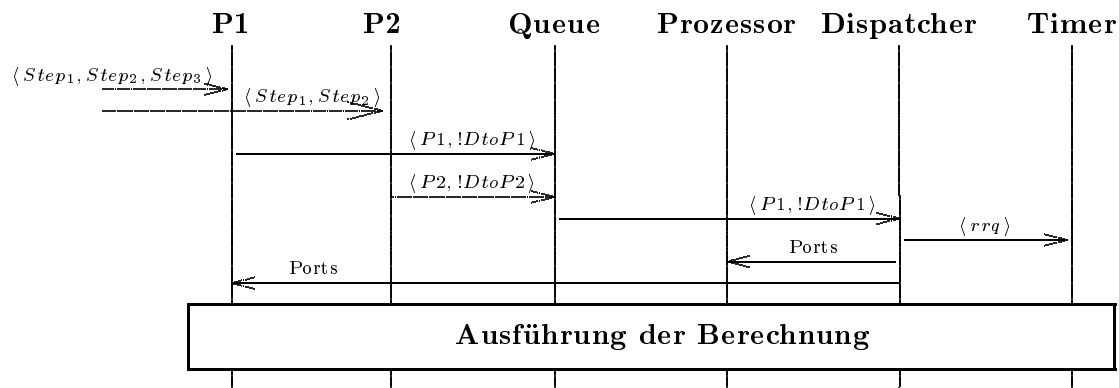 P1 P2 Queue Prozessor Dispatcher Timer
⟨Step₁, Step₂, Step₃⟩
⟨Step₁, Step₂⟩
⟨P1, !DtoP1⟩
⟨P2, !DtoP2⟩
⟨P1, !DtoP1⟩
⟨rrq⟩
Ports
Ports
Ausführung der Berechnung